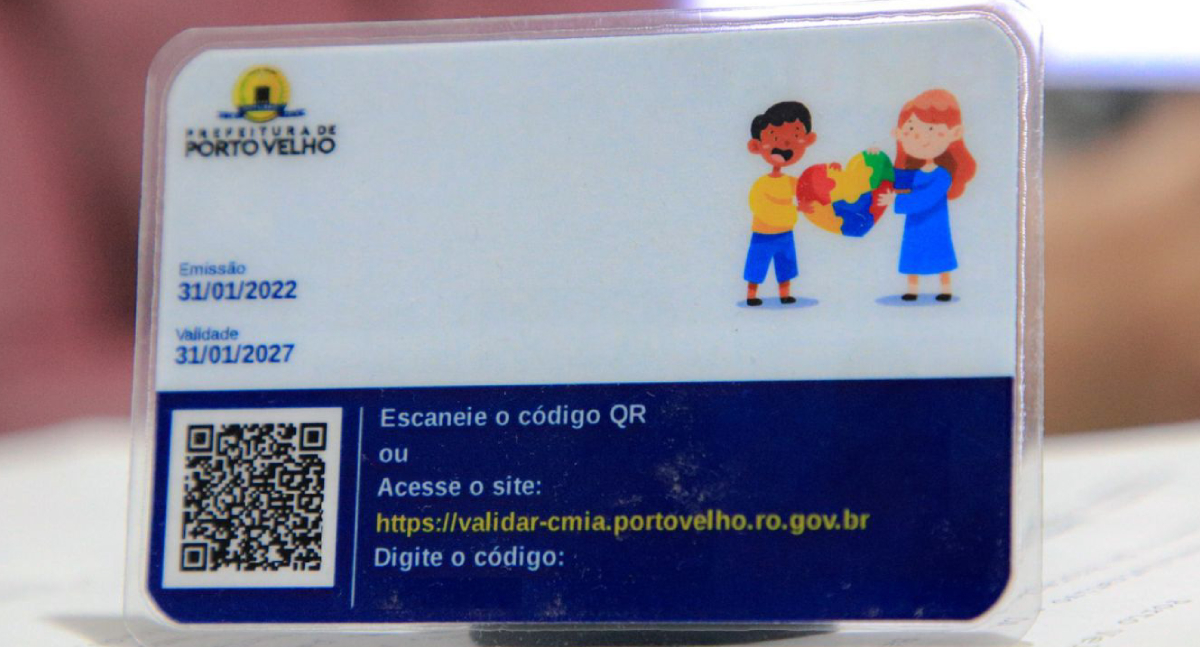 PREFEITURA DE
PORTO VELHO
Emissão
31/01/2022
Validade
31/01/2027
Escaneie o código QR
ou
Acesse o site:
https://validar-cmia.portovelho.ro.gov.br
Digite o código: